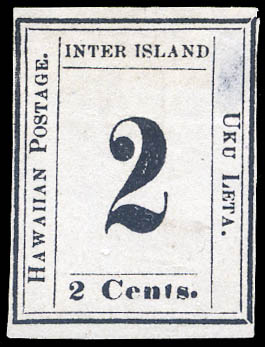 INTER ISLAND
HAWAIIAN POSTAGE.
2
UKU LETA.
2 Cents.